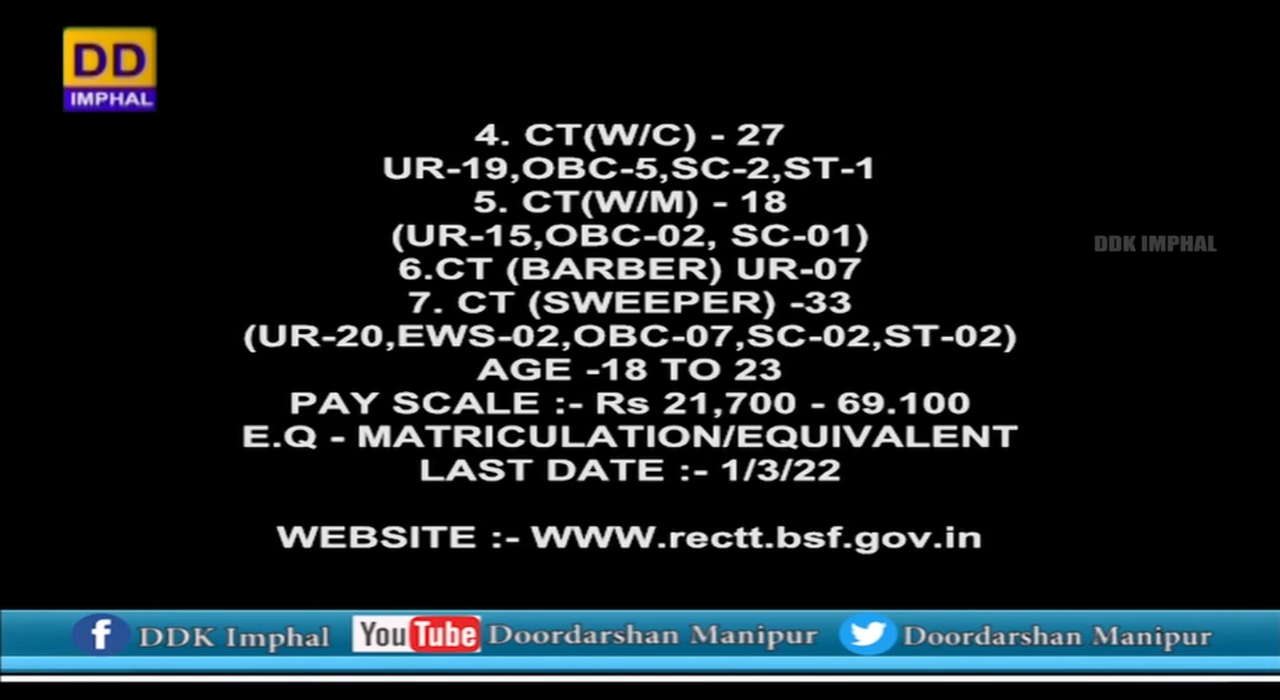 DD
IMPHAL
4. CT(W/C) - 27
UR-19,OBC-5,SC-2,ST-1
5. CT(W/M) - 18
(UR-15,OBC-02, SC-01)
DDK IMPHAL
6.CT (BARBER) UR-07
7. CT (SWEEPER) -33
(UR-20,EWS-02,OBC-07,SC-02,ST-02)
AGE -18 TO 23
PAY SCALE :- Rs 21,700 - 69.100
E.Q - MATRICULATION/EQUIVALENT
LAST DATE :- 1/3/22
WEBSITE :- WWW.rectt.bsf.gov.in
f DDK Imphal YouTube Doordarshan Manipur Doordarshan Manipur